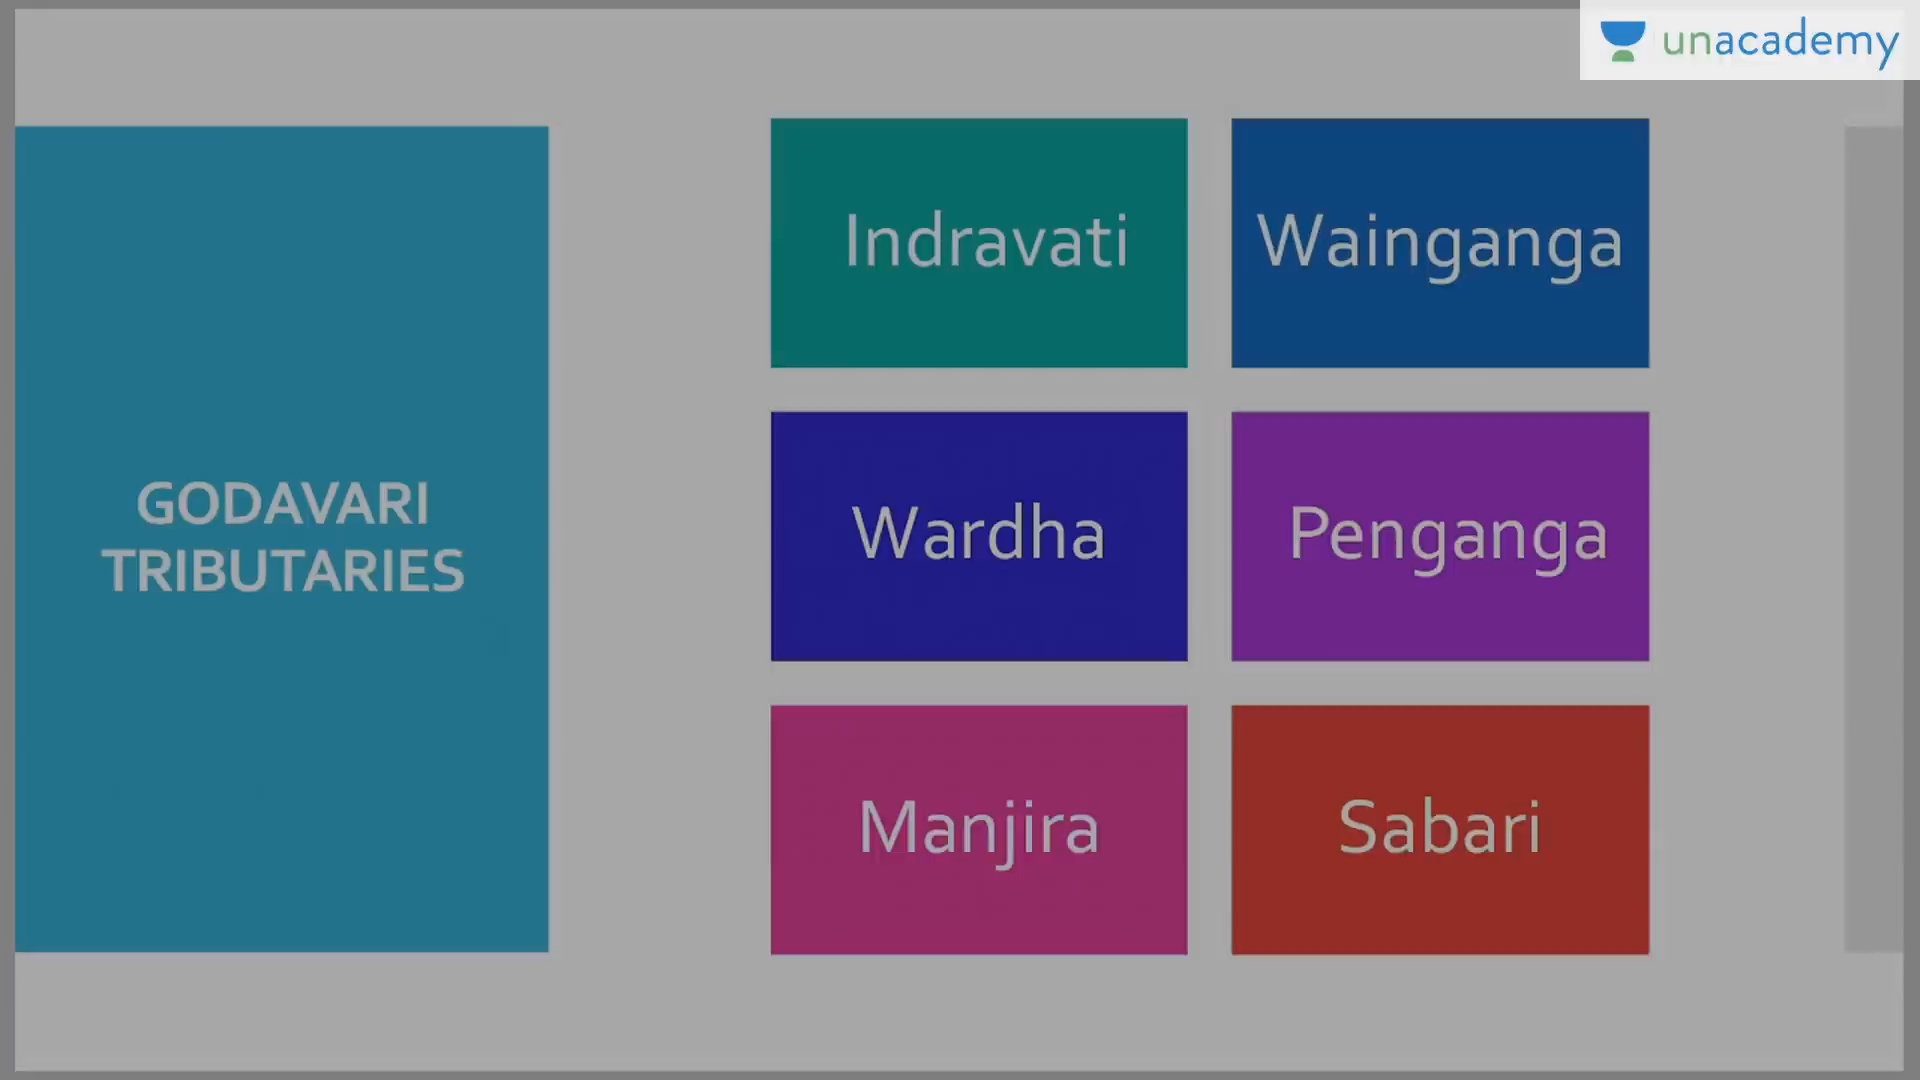 unacademy
GODAVARI
TRIBUTARIES
Indravati
Wainganga
Wardha
Penganga
Manjira
Sabari